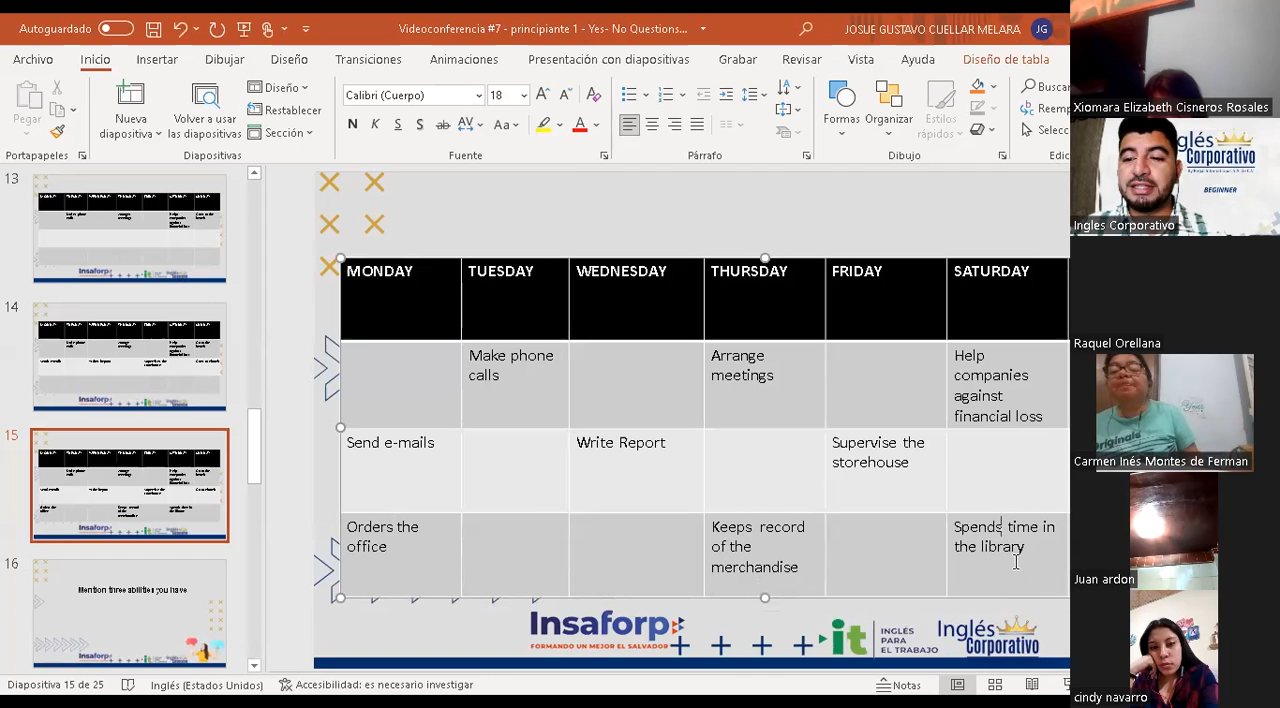 Autoguardado
Videoconferencia #7 - principiante 1 - Yes- No Questions...
JOSUE GUSTAVO CUELLAR MELARA
JG
Archivo Inicio Insertar Dibujar Diseño Transiciones Animaciones Presentación con diapositivas Grabar Revisar Vista Ayuda Diseño de tabla
Pegar
Nueva diapositiva
Volver a usar las diapositivas
Diseño
Restablecer
Sección
Calibri (Cuerpo) 18
N K S S ab AV Aa A
Formas Organizar Estilos rápidos
Buscar
Portapapeles Diapositivas Fuente Párrafo Dibujo
13
14
15
16
Mention three abilities you have
MONDAY TUESDAY WEDNESDAY THURSDAY FRIDAY SATURDAY
Make phone calls
Arrange meetings
Help companies against financial loss
Send e-mails
Write Report
Supervise the storehouse
Orders the office
Keeps record of the merchandise
Spends time in the library
Insaforp
FORMANDO UN MEJOR EL SALVADOR
it
INGLÉS PARA EL TRABAJO
Inglés Corporativo
Diapositiva 15 de 25
Inglés (Estados Unidos)
Accesibilidad: es necesario investigar
Notas
Xiomara Elizabeth Cisneros Rosales
Corporativo
BEGINNER
Ingles Corporativo
Raquel Orellana
Carmen Inés Montes de Ferman
Juan ardon
cindy navarro